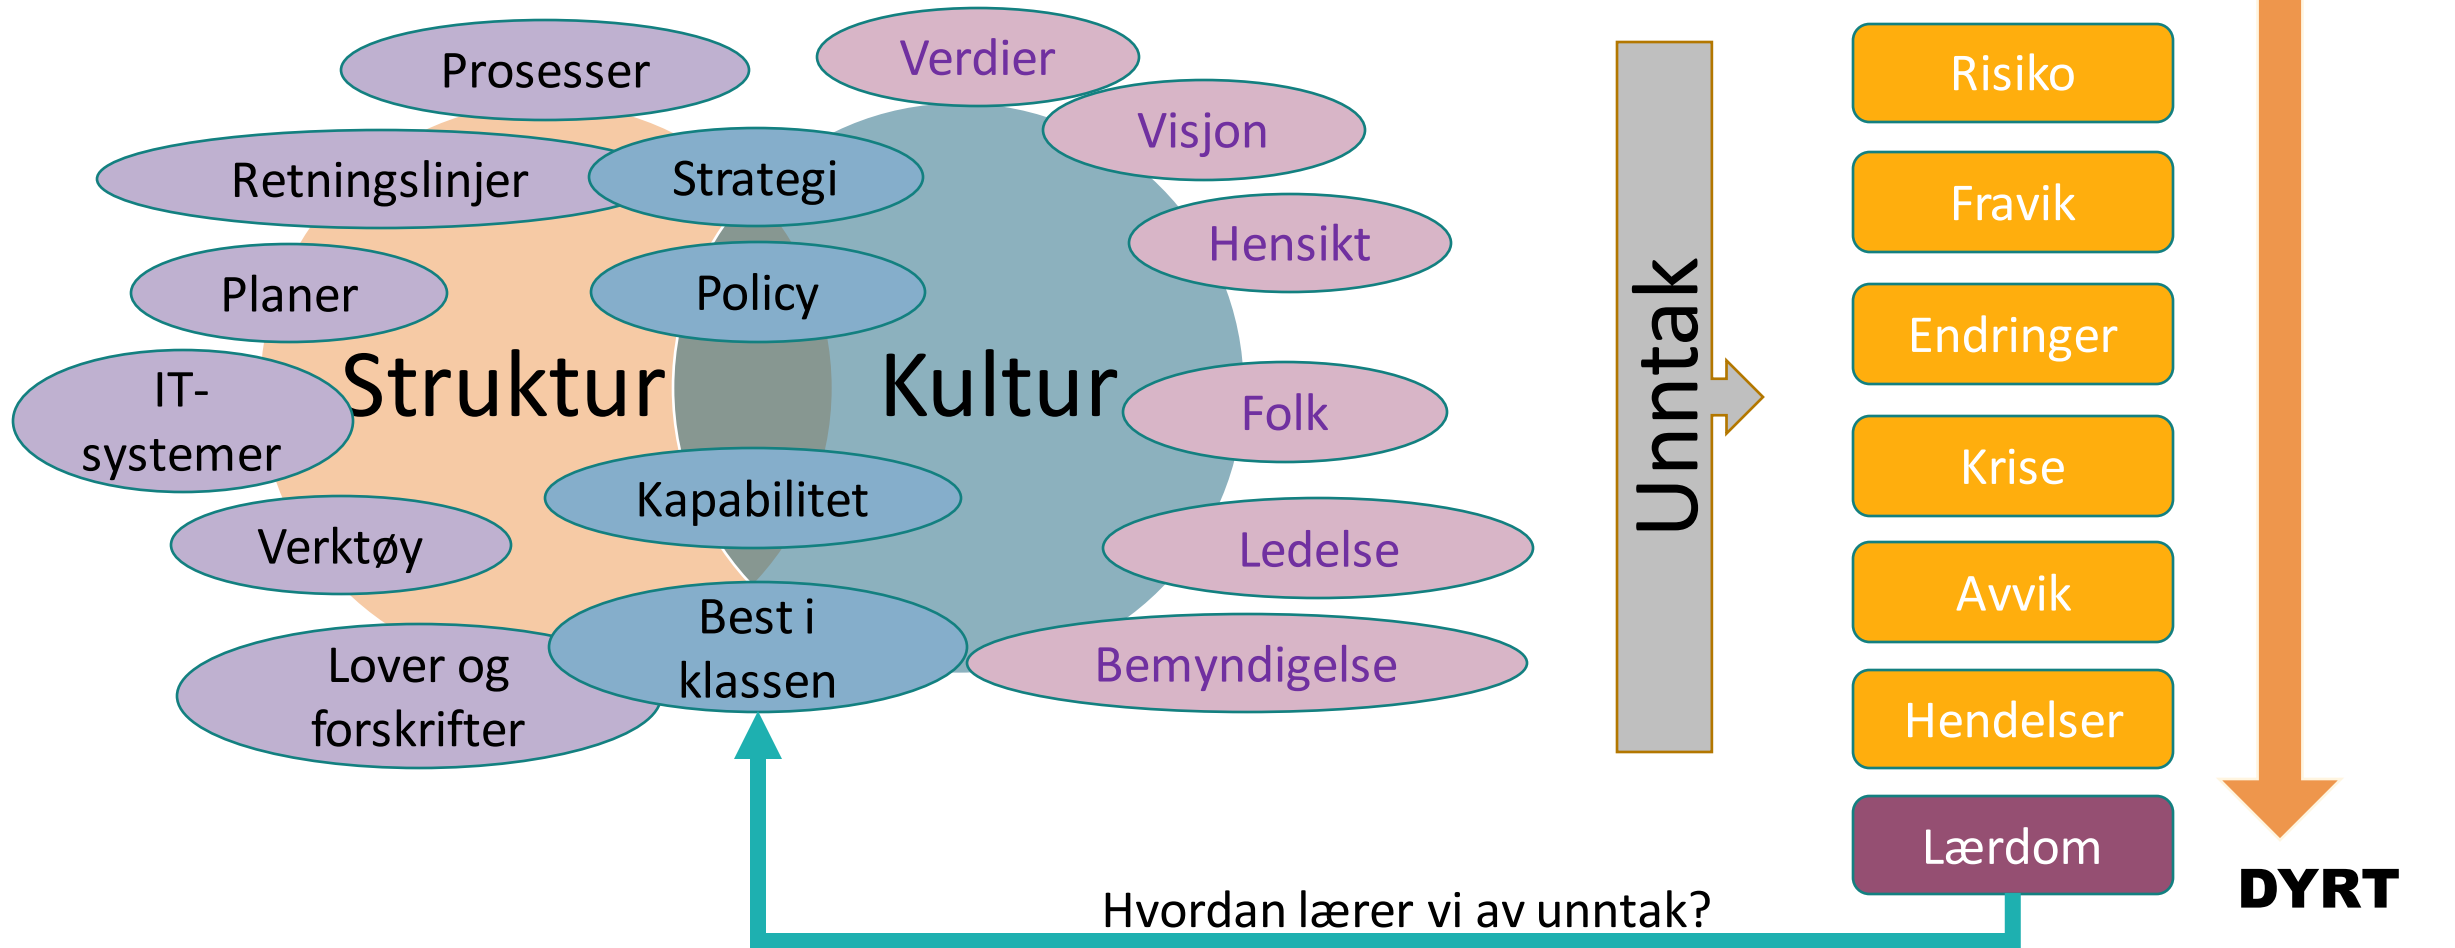 Prosesser
Retningslinjer
Planer
IT-
systemer
Verktøy
Lover og
forskrifter
Struktur
Strategi
Policy
Kapabilitet
Best i
klassen
Kultur
Verdier
Visjon
Hensikt
Folk
Ledelse
Bemyndigelse
Unntak
Risiko
Fravik
Endringer
Krise
Avvik
Hendelser
Lærdom
DYRT
Hvordan lærer vi av unntak?